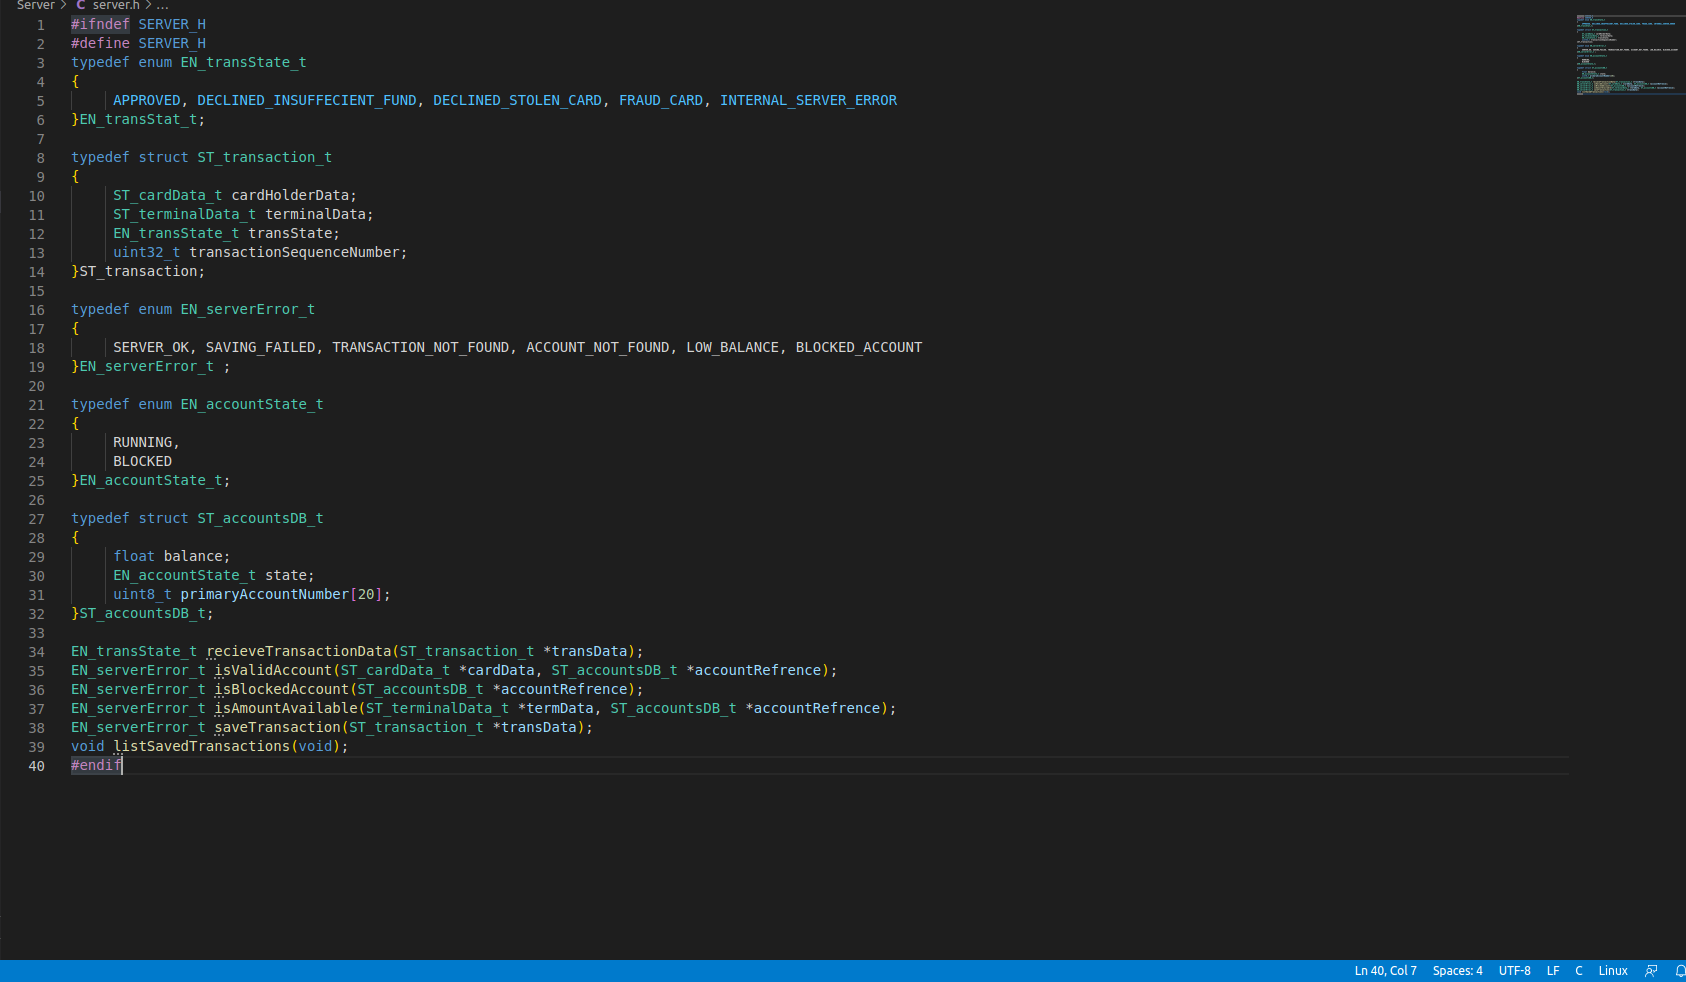 Server > C server.h > ...
1 #ifndef SERVER_H
2 #define SERVER_H
3 typedef enum EN_transState_t
4 {
5 APPROVED, DECLINED_INSUFFECIENT_FUND, DECLINED_STOLEN_CARD, FRAUD_CARD, INTERNAL_SERVER_ERROR
6 }EN_transStat_t;
7
8 typedef struct ST_transaction_t
9 {
10 ST_cardData_t cardHolderData;
11 ST_terminalData_t terminalData;
12 EN_transState_t transState;
13 uint32_t transactionSequenceNumber;
14 }ST_transaction;
15
16 typedef enum EN_serverError_t
17 {
18 SERVER_OK, SAVING_FAILED, TRANSACTION_NOT_FOUND, ACCOUNT_NOT_FOUND, LOW_BALANCE, BLOCKED_ACCOUNT
19 }EN_serverError_t ;
20
21 typedef enum EN_accountState_t
22 {
23 RUNNING,
24 BLOCKED
25 }EN_accountState_t;
26
27 typedef struct ST_accountsDB_t
28 {
29 float balance;
30 EN_accountState_t state;
31 uint8_t primaryAccountNumber[20];
32 }ST_accountsDB_t;
33
34 EN_transState_t recieveTransactionData(ST_transaction_t *transData);
35 EN_serverError_t isValidAccount(ST_cardData_t *cardData, ST_accountsDB_t *accountRefrence);
36 EN_serverError_t isBlockedAccount(ST_accountsDB_t *accountRefrence);
37 EN_serverError_t isAmountAvailable(ST_terminalData_t *termData, ST_accountsDB_t *accountRefrence);
38 EN_serverError_t saveTransaction(ST_transaction_t *transData);
39 void listSavedTransactions(void);
40 #endif
Ln 40, Col 7 Spaces: 4 UTF-8 LF C Linux